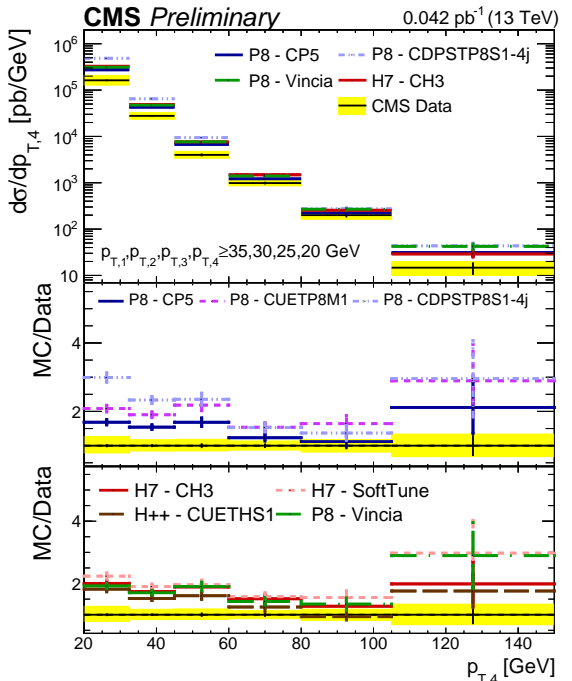 CMS Preliminary 0.042 pb⁻¹ (13 TeV)
dσ/dp_T,4 [pb/GeV]
10⁶
10⁵
10⁴
10³
10²
10
P8 - CP5 P8 - CDPSTP8S1-4j
P8 - Vincia H7 - CH3
CMS Data
p_T,1,p_T,2,p_T,3,p_T,4≥35,30,25,20 GeV
MC/Data
4
2
P8 - CP5 P8 - CUETP8M1 P8 - CDPSTP8S1-4j
MC/Data
4
2
H7 - CH3 H7 - SoftTune
H++ - CUETHS1 P8 - Vincia
20 40 60 80 100 120 140
p_T,4 [GeV]